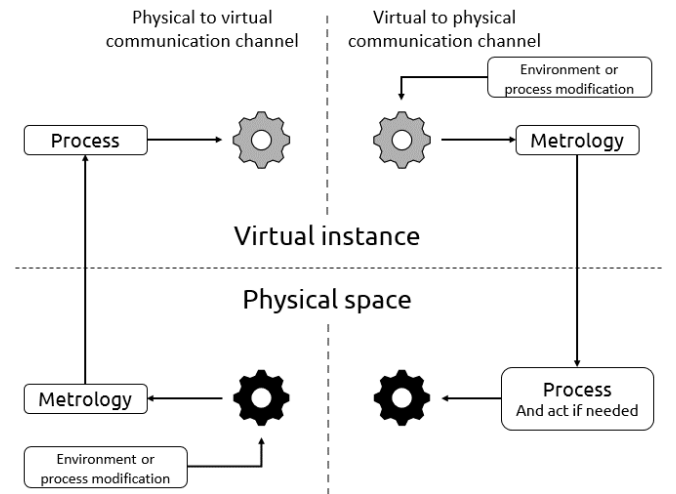 Physical to virtual
communication channel
Virtual to physical
communication channel
Environment or
process modification
Process
Metrology
Virtual instance
Physical space
Metrology
Process
And act if needed
Environment or
process modification